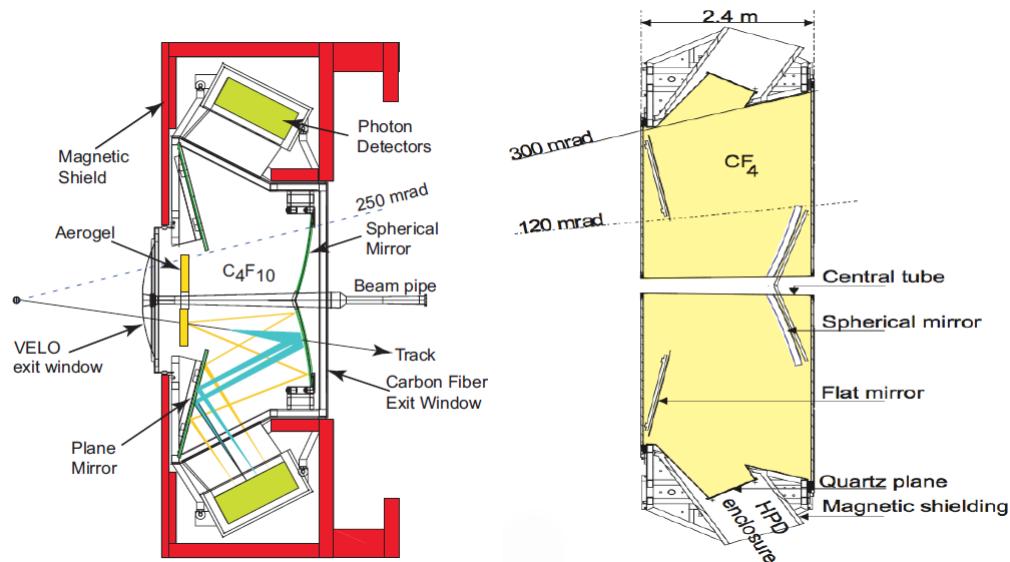 Photon
Detectors
Magnetic
Shield
250 mrad
Aerogel
Spherical
Mirror
C4F10
Beam pipe
VELO
exit window
Track
Carbon Fiber
Exit Window
Plane
Mirror
2.4 m
300 mrad
CF4
120 mrad
Central tube
Spherical mirror
Flat mirror
Quartz plane
Magnetic shielding
HPD
enclosure